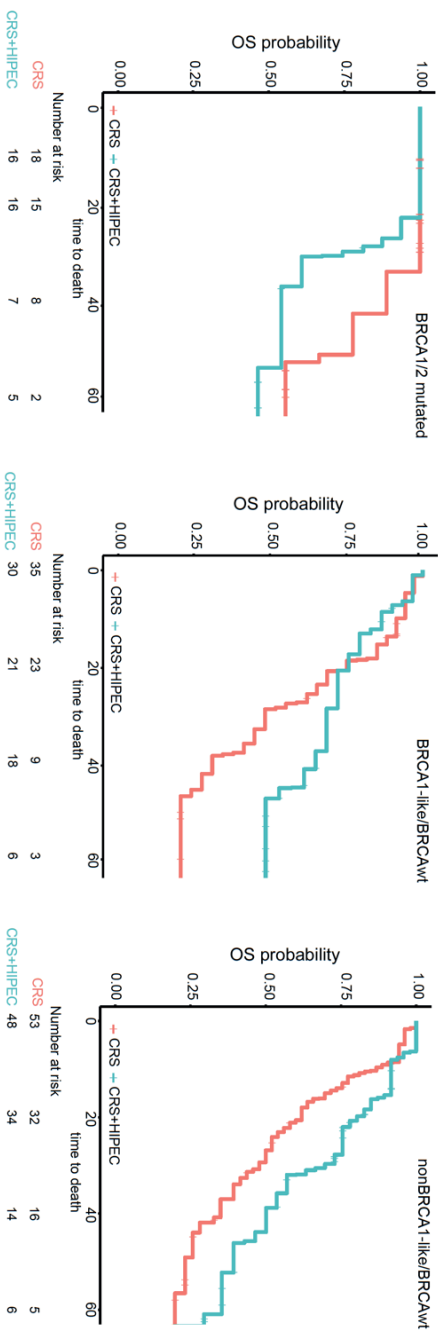 BRCA1/2 mutated
OS probability
1.00
0.75
0.50
0.25
0.00
CRS CRS+HIPEC
0 20 40 60
time to death
Number at risk
CRS 18 15 8 2
CRS+HIPEC 16 16 7 5
BRCA1-like/BRCAwt
OS probability
1.00
0.75
0.50
0.25
0.00
CRS CRS+HIPEC
0 20 40 60
time to death
Number at risk
CRS 35 23 9 3
CRS+HIPEC 30 21 18 6
nonBRCA1-like/BRCAwt
OS probability
1.00
0.75
0.50
0.25
0.00
CRS CRS+HIPEC
0 20 40 60
time to death
Number at risk
CRS 53 32 16 5
CRS+HIPEC 48 34 14 6